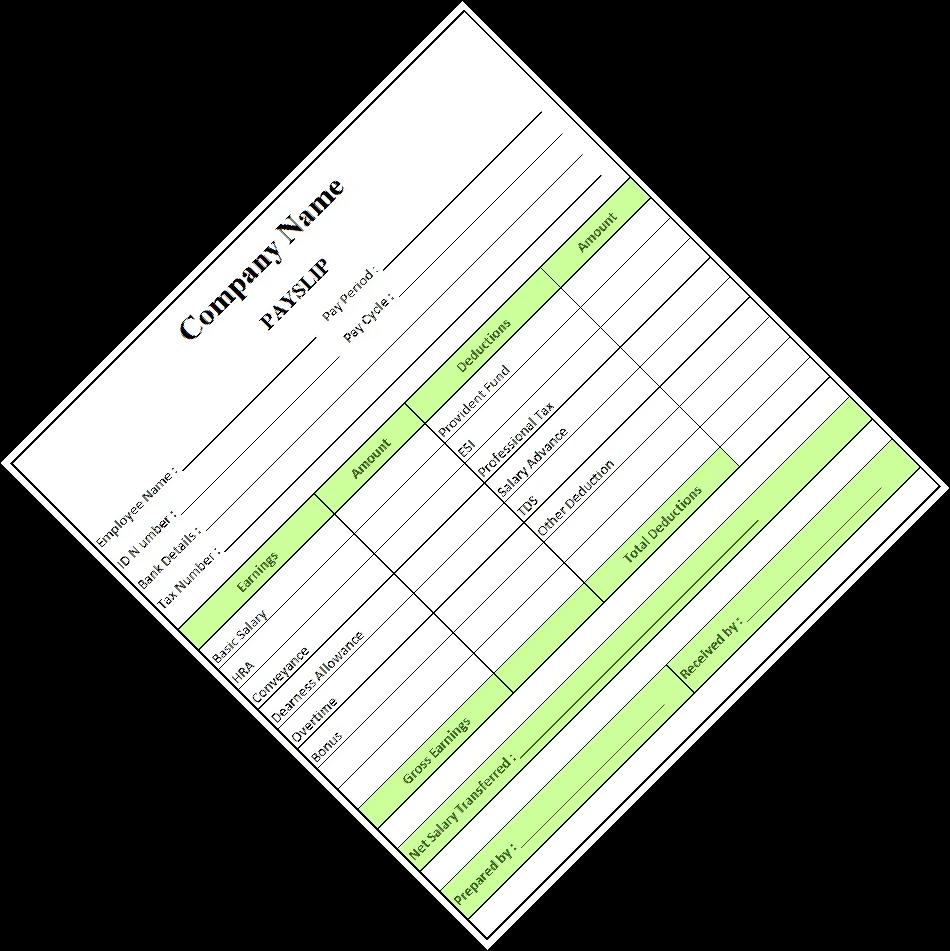 Company Name
PAYSLIP
Employee Name : Pay Period :
ID Number : Pay Cycle :
Bank Details :
Tax Number :
Earnings Amount Deductions Amount
Basic Salary Provident Fund
HRA ESI
Conveyance Professional Tax
Dearness Allowance Salary Advance
Overtime TDS
Bonus Other Deduction
Gross Earnings Total Deductions
Net Salary Transferred :
Prepared by : Received by :